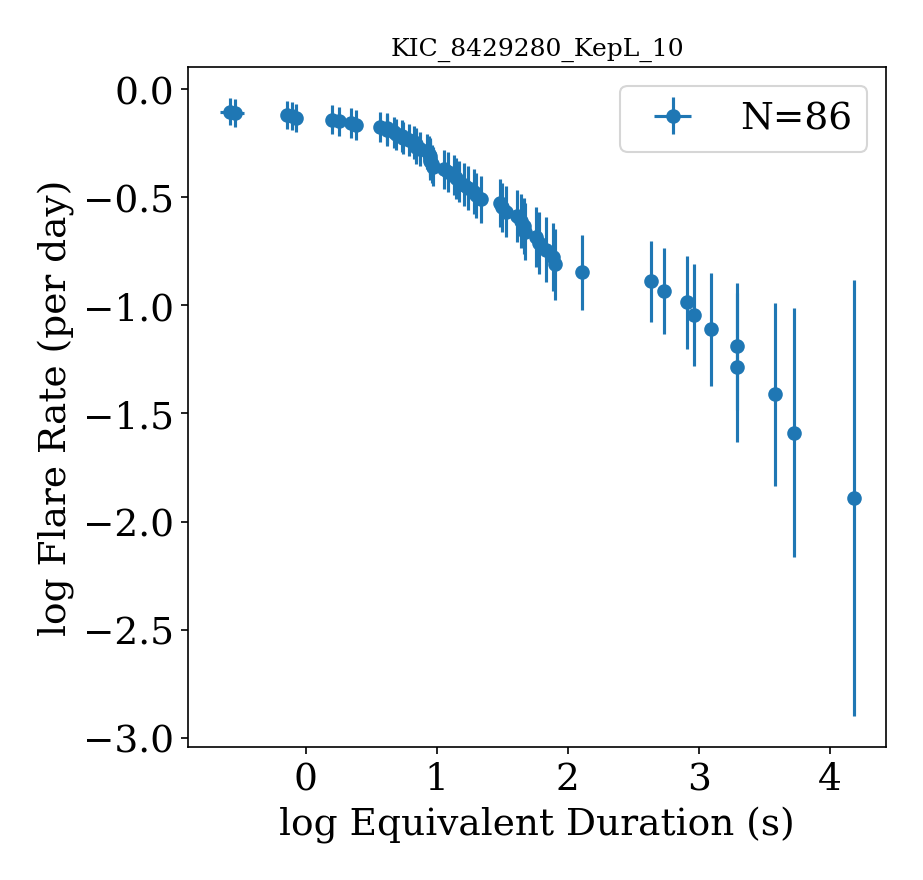 KIC_8429280_KepL_10
N=86
0.0
−0.5
−1.0
−1.5
−2.0
−2.5
−3.0
log Flare Rate (per day)
0 1 2 3 4
log Equivalent Duration (s)